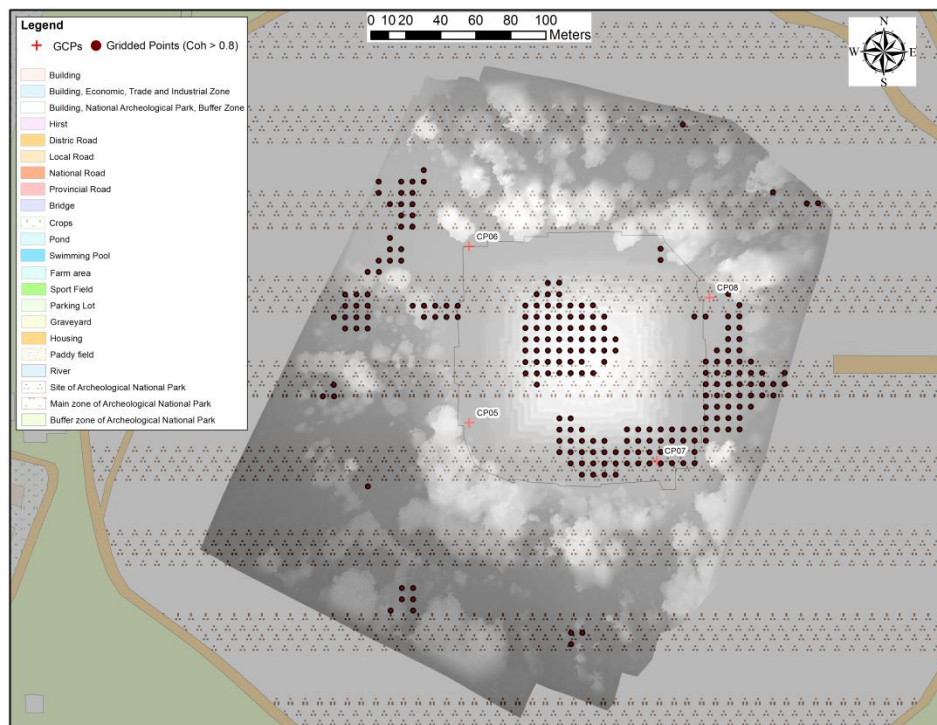 Legend
GCPs
Gridded Points (Coh > 0.8)
Building
Building, Economic, Trade and Industrial Zone
Building, National Archeological Park, Buffer Zone
Hirst
Distric Road
Local Road
National Road
Provincial Road
Bridge
Crops
Pond
Swimming Pool
Farm area
Sport Field
Parking Lot
Graveyard
Housing
Paddy field
River
Site of Archeological National Park
Main zone of Archeological National Park
Buffer zone of Archeological National Park
0 10 20 40 60 80 100
Meters
N
W E
S
CP06
CP08
CP05
CP07